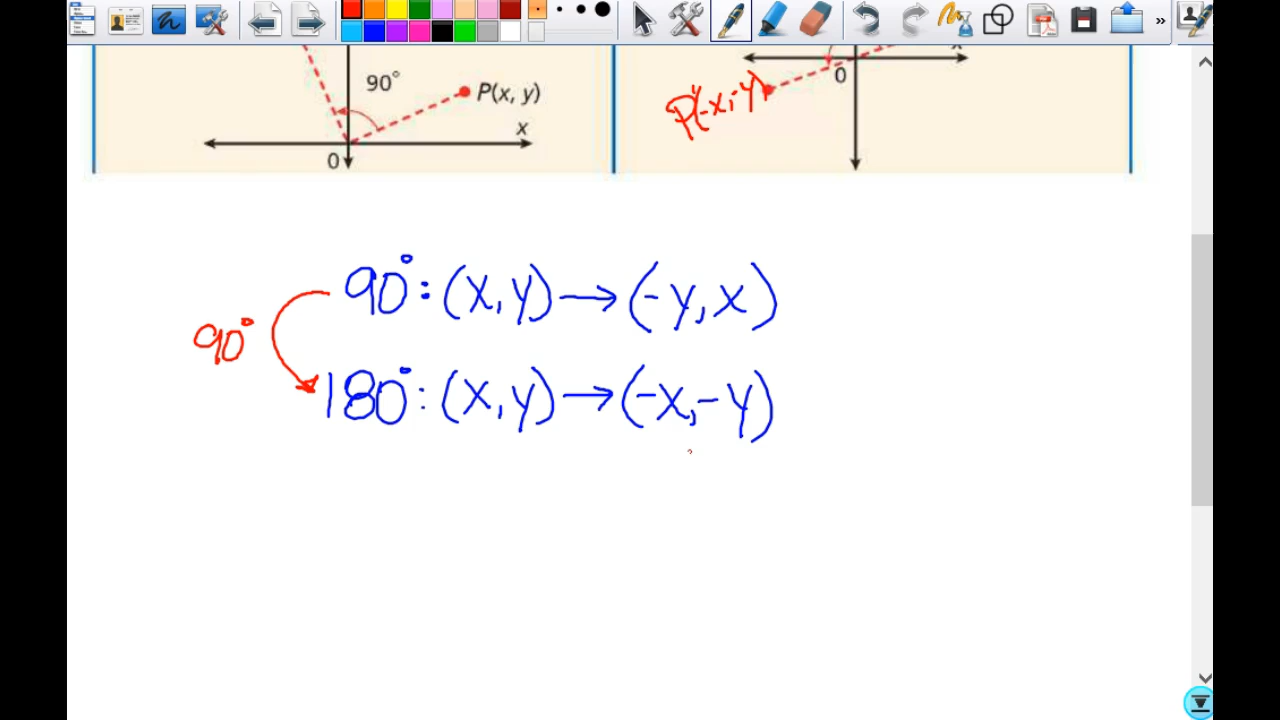 90°
P(x, y)
x
0
0
P'(-x,-y)
90°: (x, y) → (-y, x)
90°
180°: (x, y) → (-x, -y)